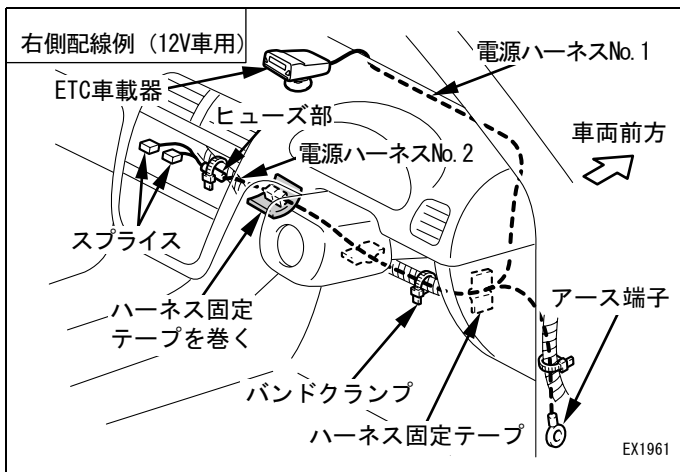 右側配線例（12V車用）
電源ハーネスNo.1
ETC車載器
ヒューズ部
車両前方
電源ハーネスNo.2
スプライス
ハーネス固定
テープを巻く
アース端子
バンドクランプ
ハーネス固定テープ
EX1961